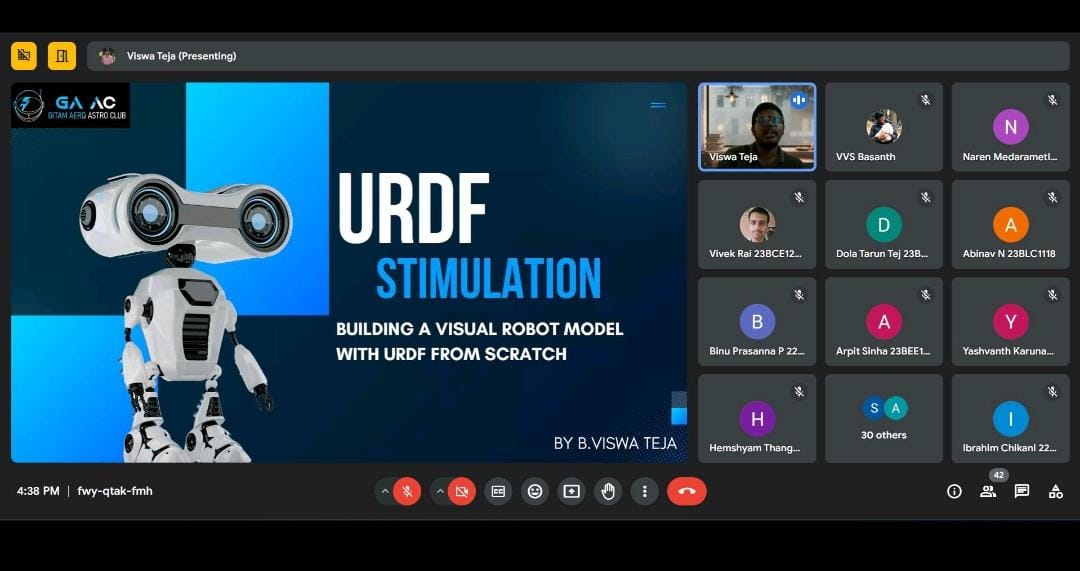 Viswa Teja (Presenting)
GA AC
GITAM AERO ASTRO CLUB
URDF
STIMULATION
BUILDING A VISUAL ROBOT MODEL
WITH URDF FROM SCRATCH
BY B.VISWA TEJA
Viswa Teja
VVS Basanth
N
Naren Medarametl...
Vivek Rai 23BCE12...
D
Dola Tarun Tej 23B...
A
Abinav N 23BLC1118
B
Binu Prasanna P 22...
A
Arpit Sinha 23BEE1...
Y
Yashvanth Karuna...
H
Hemshyam Thang...
S A
30 others
I
Ibrahim Chikani 22...
4:38 PM | fwy-qtak-fmh
CC
42